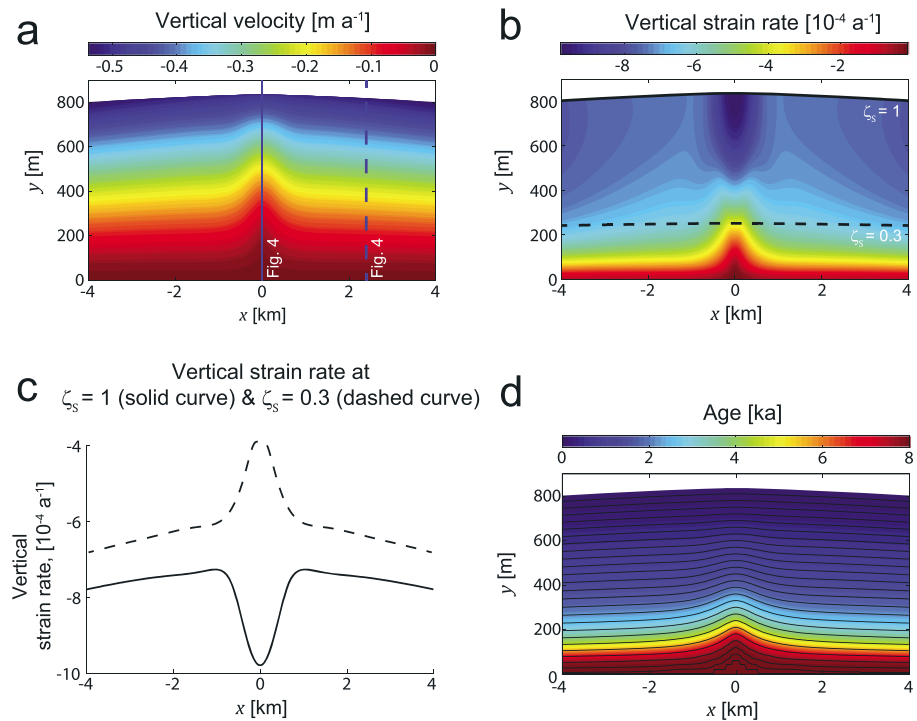 a
Vertical velocity [m a⁻¹]
-0.5 -0.4 -0.3 -0.2 -0.1 0
800
600
400
200
0
y [m]
Fig. 4
Fig. 4
-4 -2 0 2 4
x [km]
b
Vertical strain rate [10⁻⁴ a⁻¹]
-8 -6 -4 -2
800
600
400
200
0
y [m]
ζₛ = 1
ζₛ = 0.3
-4 -2 0 2 4
x [km]
c
Vertical strain rate at
ζₛ = 1 (solid curve) & ζₛ = 0.3 (dashed curve)
-4
-6
-8
-10
Vertical
strain rate, [10⁻⁴ a⁻¹]
-4 -2 0 2 4
x [km]
d
Age [ka]
0 2 4 6 8
800
600
400
200
0
y [m]
-4 -2 0 2 4
x [km]